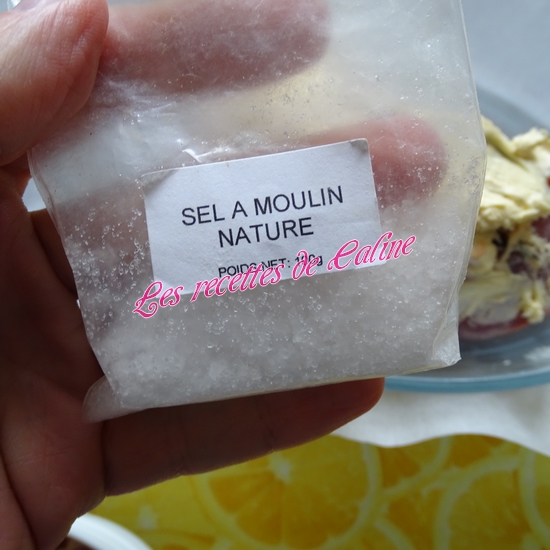 SEL A MOULIN
NATURE
POIDS NET:
Les recettes de Caline